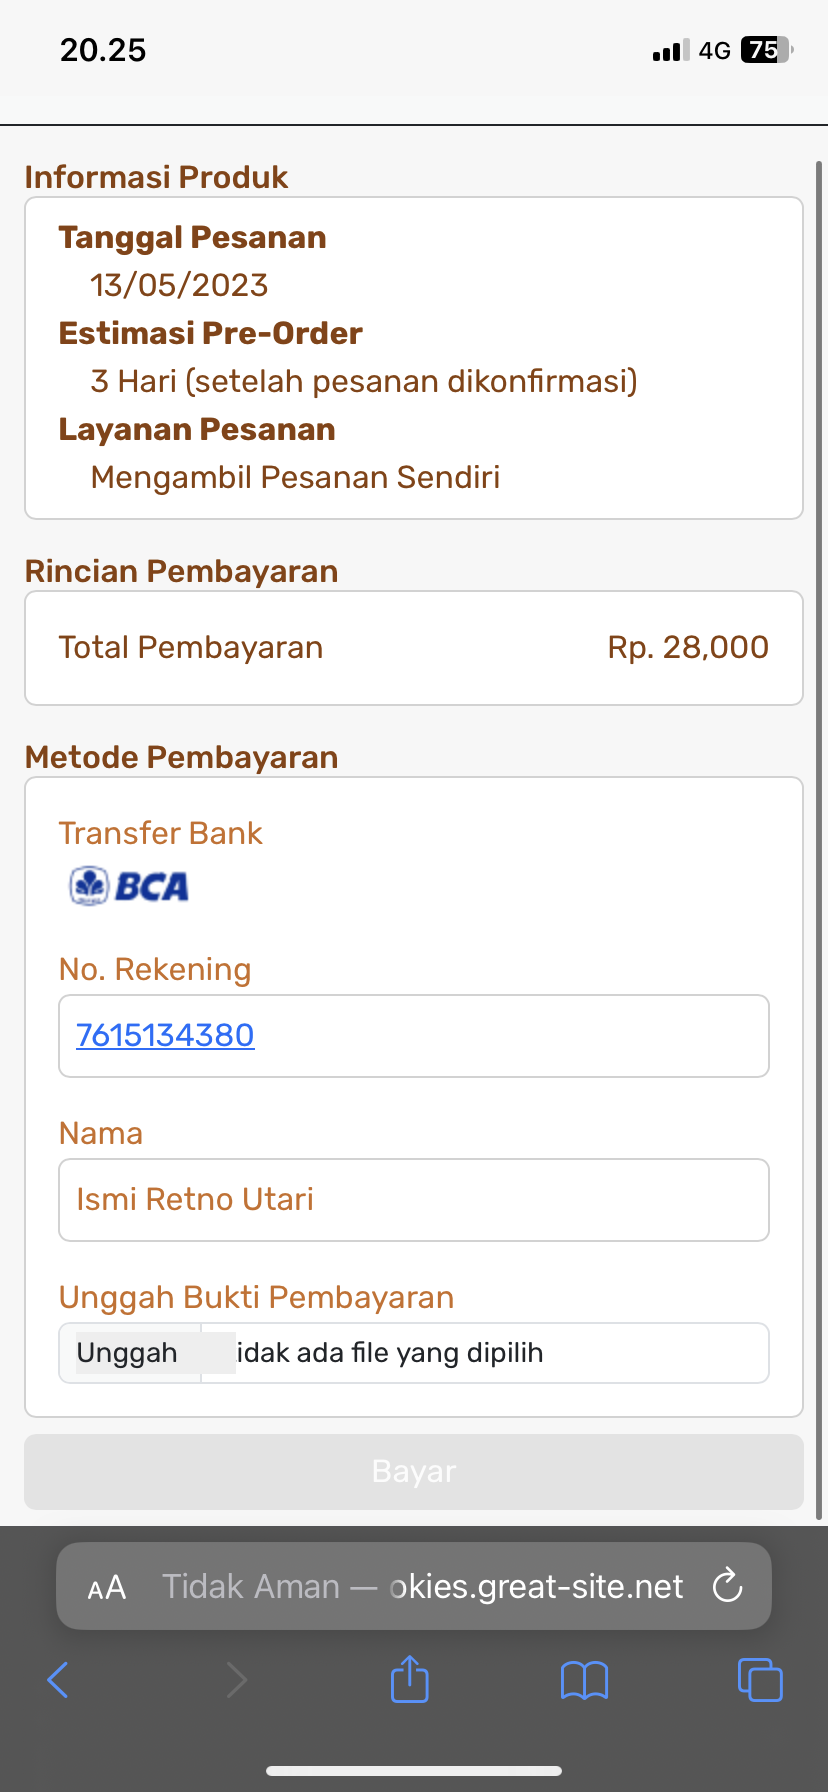 20.25
4G 75
Informasi Produk
Tanggal Pesanan
13/05/2023
Estimasi Pre-Order
3 Hari (setelah pesanan dikonfirmasi)
Layanan Pesanan
Mengambil Pesanan Sendiri
Rincian Pembayaran
Total Pembayaran Rp. 28,000
Metode Pembayaran
Transfer Bank
BCA
No. Rekening
7615134380
Nama
Ismi Retno Utari
Unggah Bukti Pembayaran
Unggah idak ada file yang dipilih
Bayar
AA Tidak Aman — okies.great-site.net